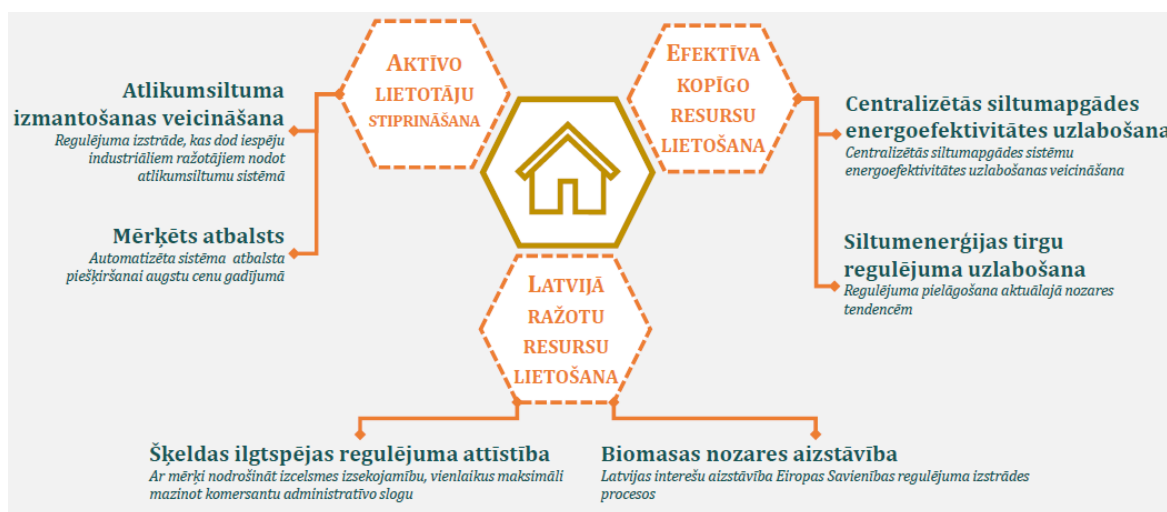 AKTĪVO
LIETOTĀJU
STIPRINĀŠANA
EFEKTĪVA
KOPĪGO
RESURSU
LIETOŠANA
Atlikumsiltuma
izmantošanas veicināšana
Regulējuma izstrāde, kas dod iespēju
industriāliem ražotājiem nodot
atlikumsiltumu sistēmā
Mērķēts atbalsts
Automatizēta sistēma atbalsta
piešķiršanai augstu cenu gadījumā
Centralizētās siltumapgādes
energoefektivitātes uzlabošana
Centralizētās siltumapgādes sistēmu
energoefektivitātes uzlabošanas veicināšana
Siltumenerģijas tirgu
regulējuma uzlabošana
Regulējuma pielāgošana aktuālajā nozares
tendencēm
LATVIJĀ
RAŽOTU
RESURSU
LIETOŠANA
Šķeldas ilgtspējas regulējuma attīstība
Ar mērķi nodrošināt izcelsmes izsekojamību, vienlaikus maksimāli
mazinot komersantu administratīvo slogu
Biomasas nozares aizstāvība
Latvijas interešu aizstāvība Eiropas Savienības regulējuma izstrādes
procesos